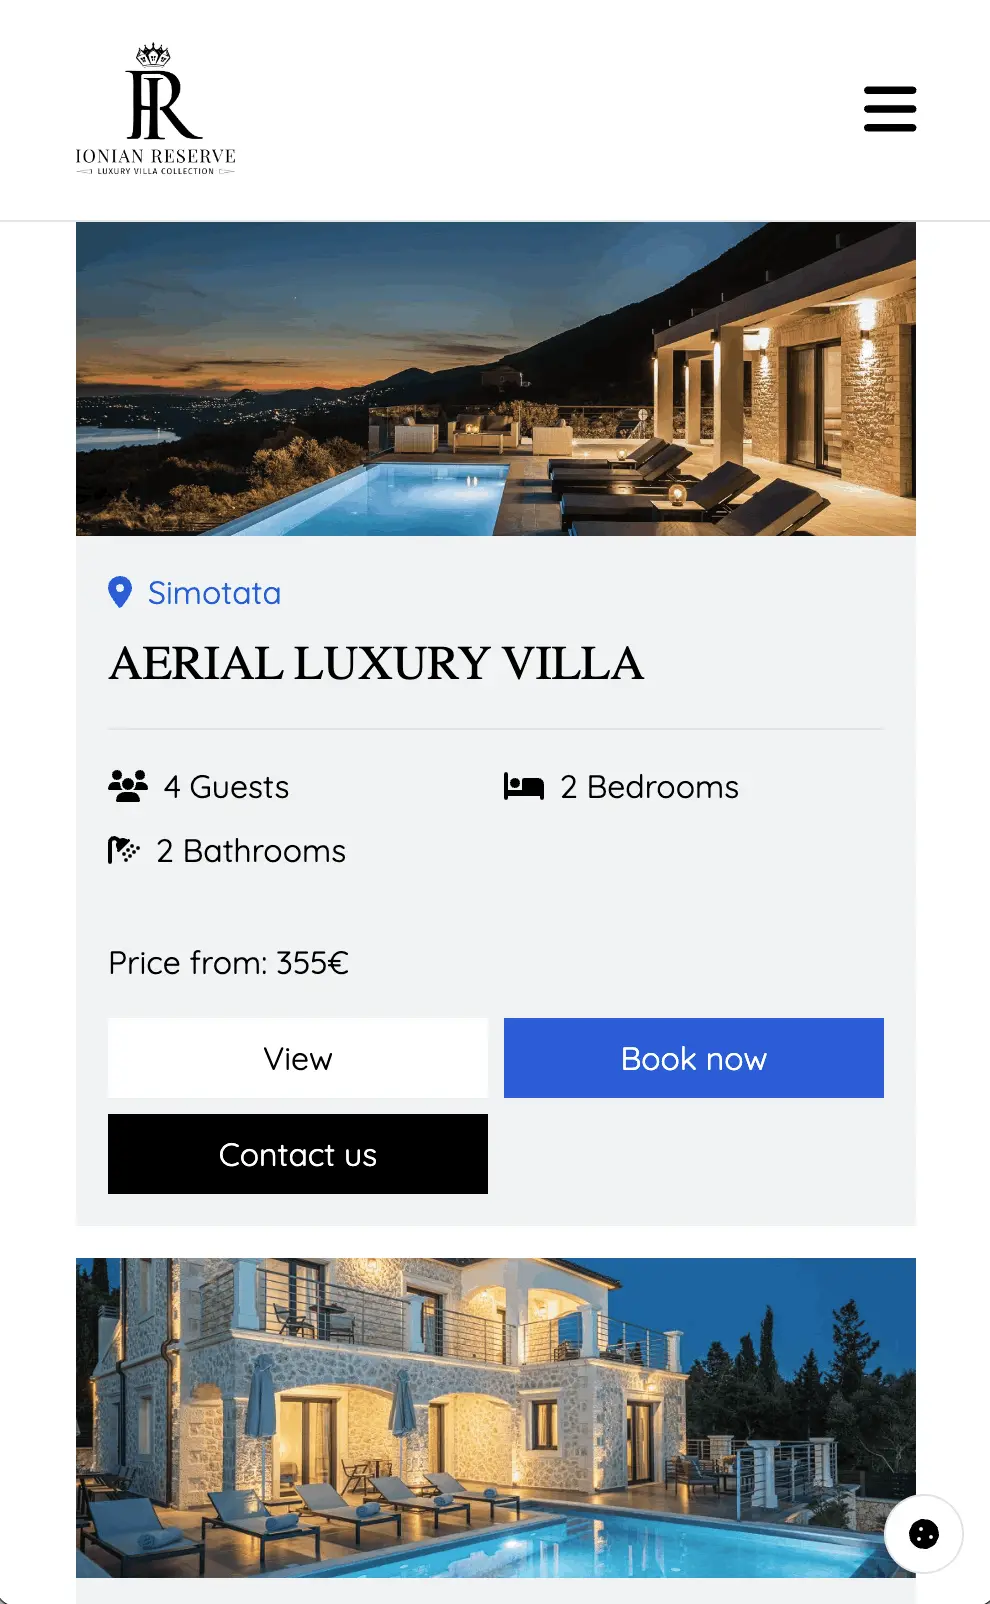 IR
IONIAN RESERVE
LUXURY VILLA COLLECTION
Simotata
AERIAL LUXURY VILLA
4 Guests
2 Bedrooms
2 Bathrooms
Price from: 355€
View
Book now
Contact us